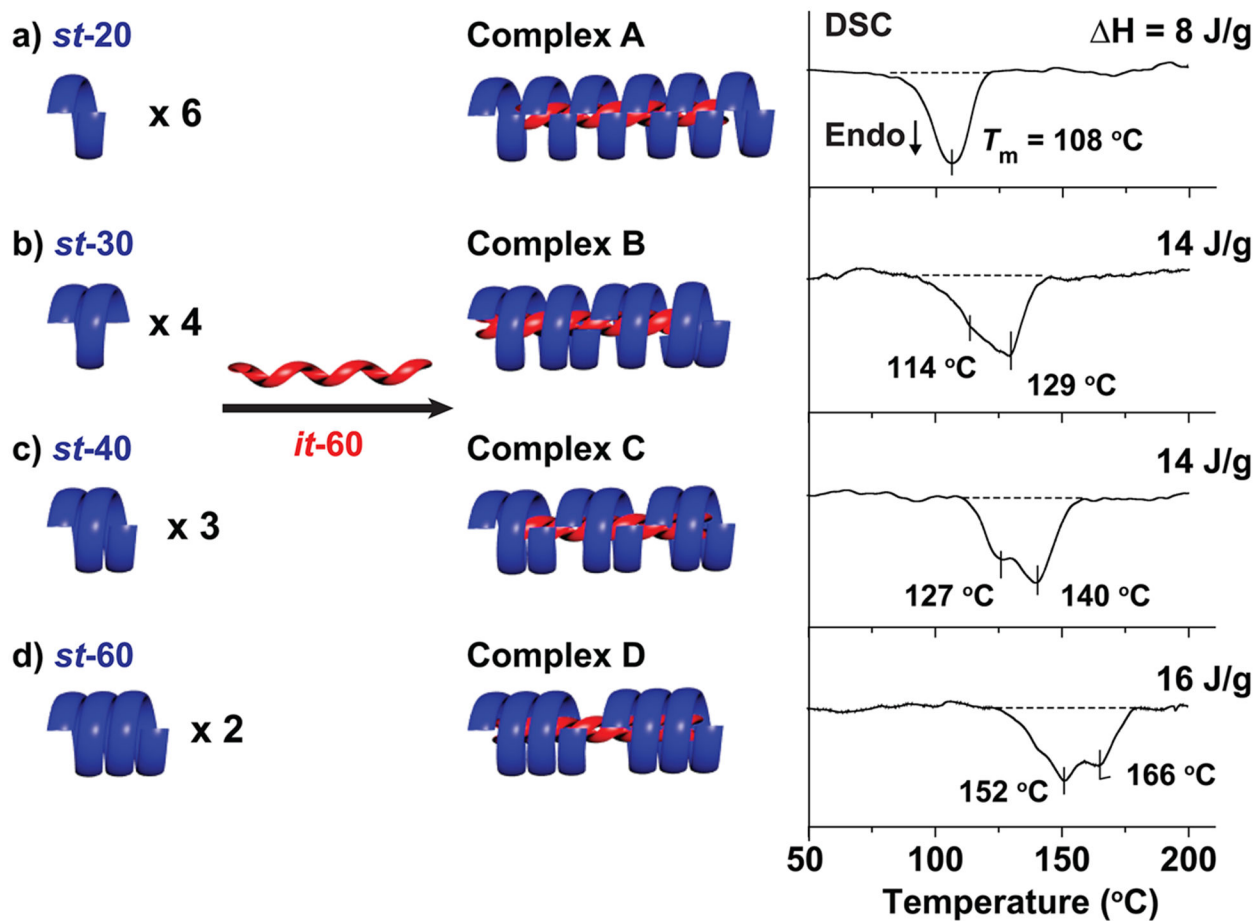 a) st-20
x 6
Complex A
DSC
ΔH = 8 J/g
Endo↓
Tm = 108 °C
b) st-30
x 4
Complex B
14 J/g
114 °C
129 °C
it-60
c) st-40
x 3
Complex C
14 J/g
127 °C
140 °C
d) st-60
x 2
Complex D
16 J/g
152 °C
166 °C
50 100 150 200
Temperature (°C)